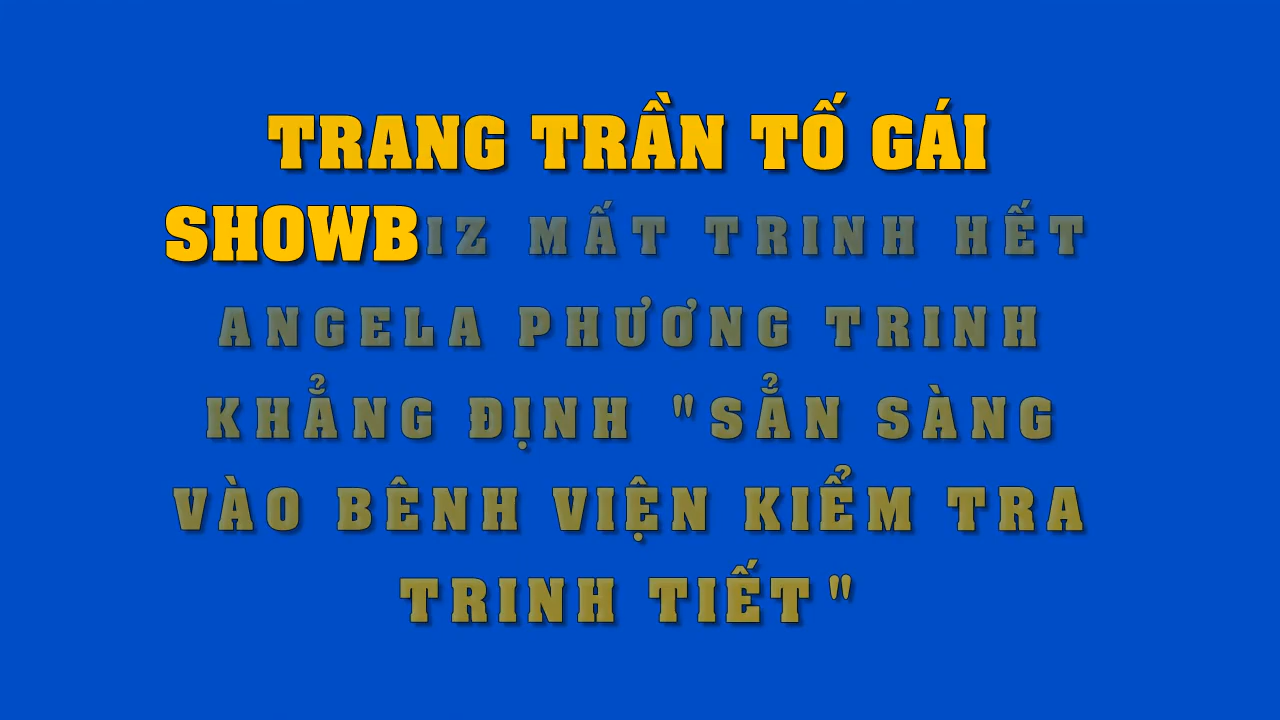 TRANG TRẦN TỐ GÁI
SHOWBIZ MẤT TRINH HẾT
ANGELA PHƯƠNG TRINH
KHẲNG ĐỊNH "SẲN SÀNG
VÀO BÊNH VIỆN KIỂM TRA
TRINH TIẾT"